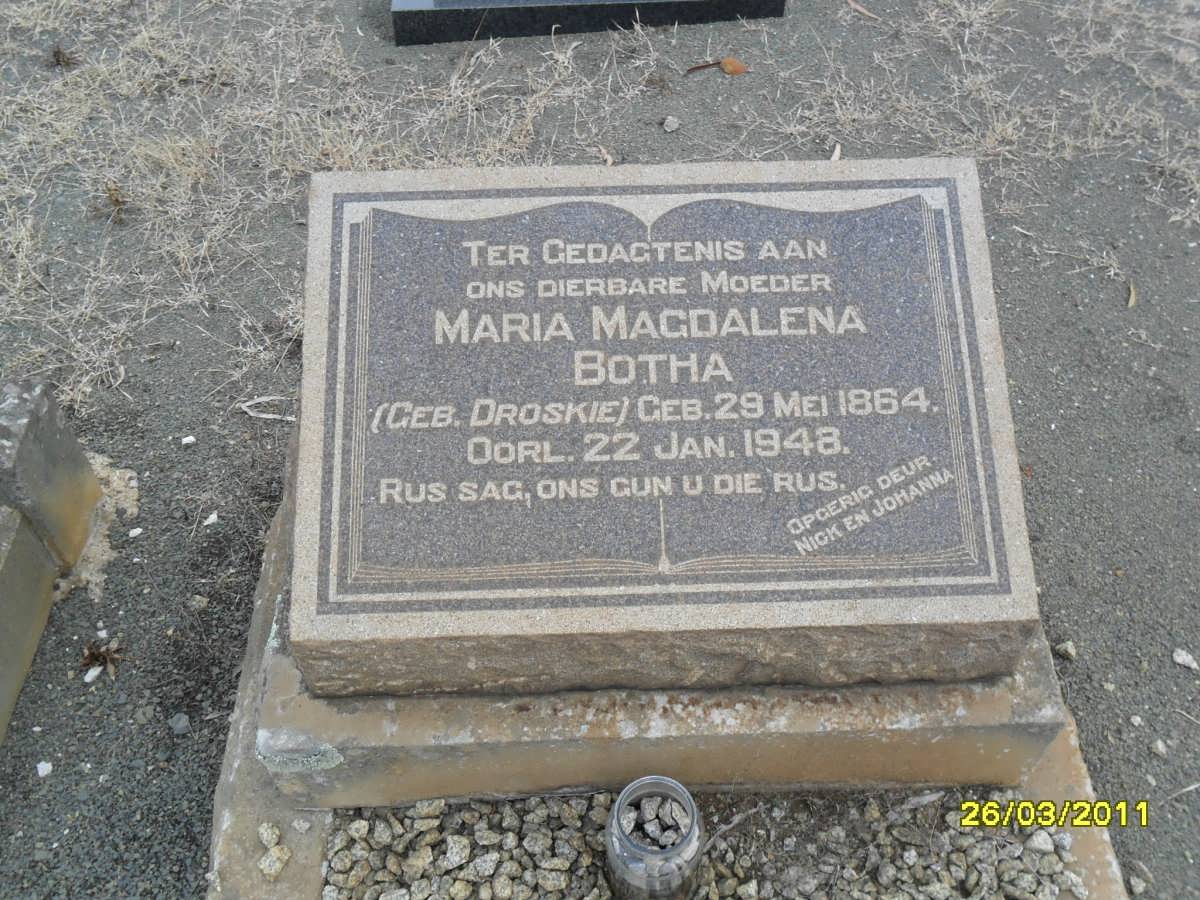 TER GEDAGTENIS AAN
ONS DIERBARE MOEDER
MARIA MAGDALENA
BOTHA
(GEB. DROSKIE) GEB. 29 MEI 1864.
OORL. 22 JAN. 1948.
RUS SAG, ONS GUN U DIE RUS.
OPGERIG DEUR
NICK EN JOHANNA
26/03/2011